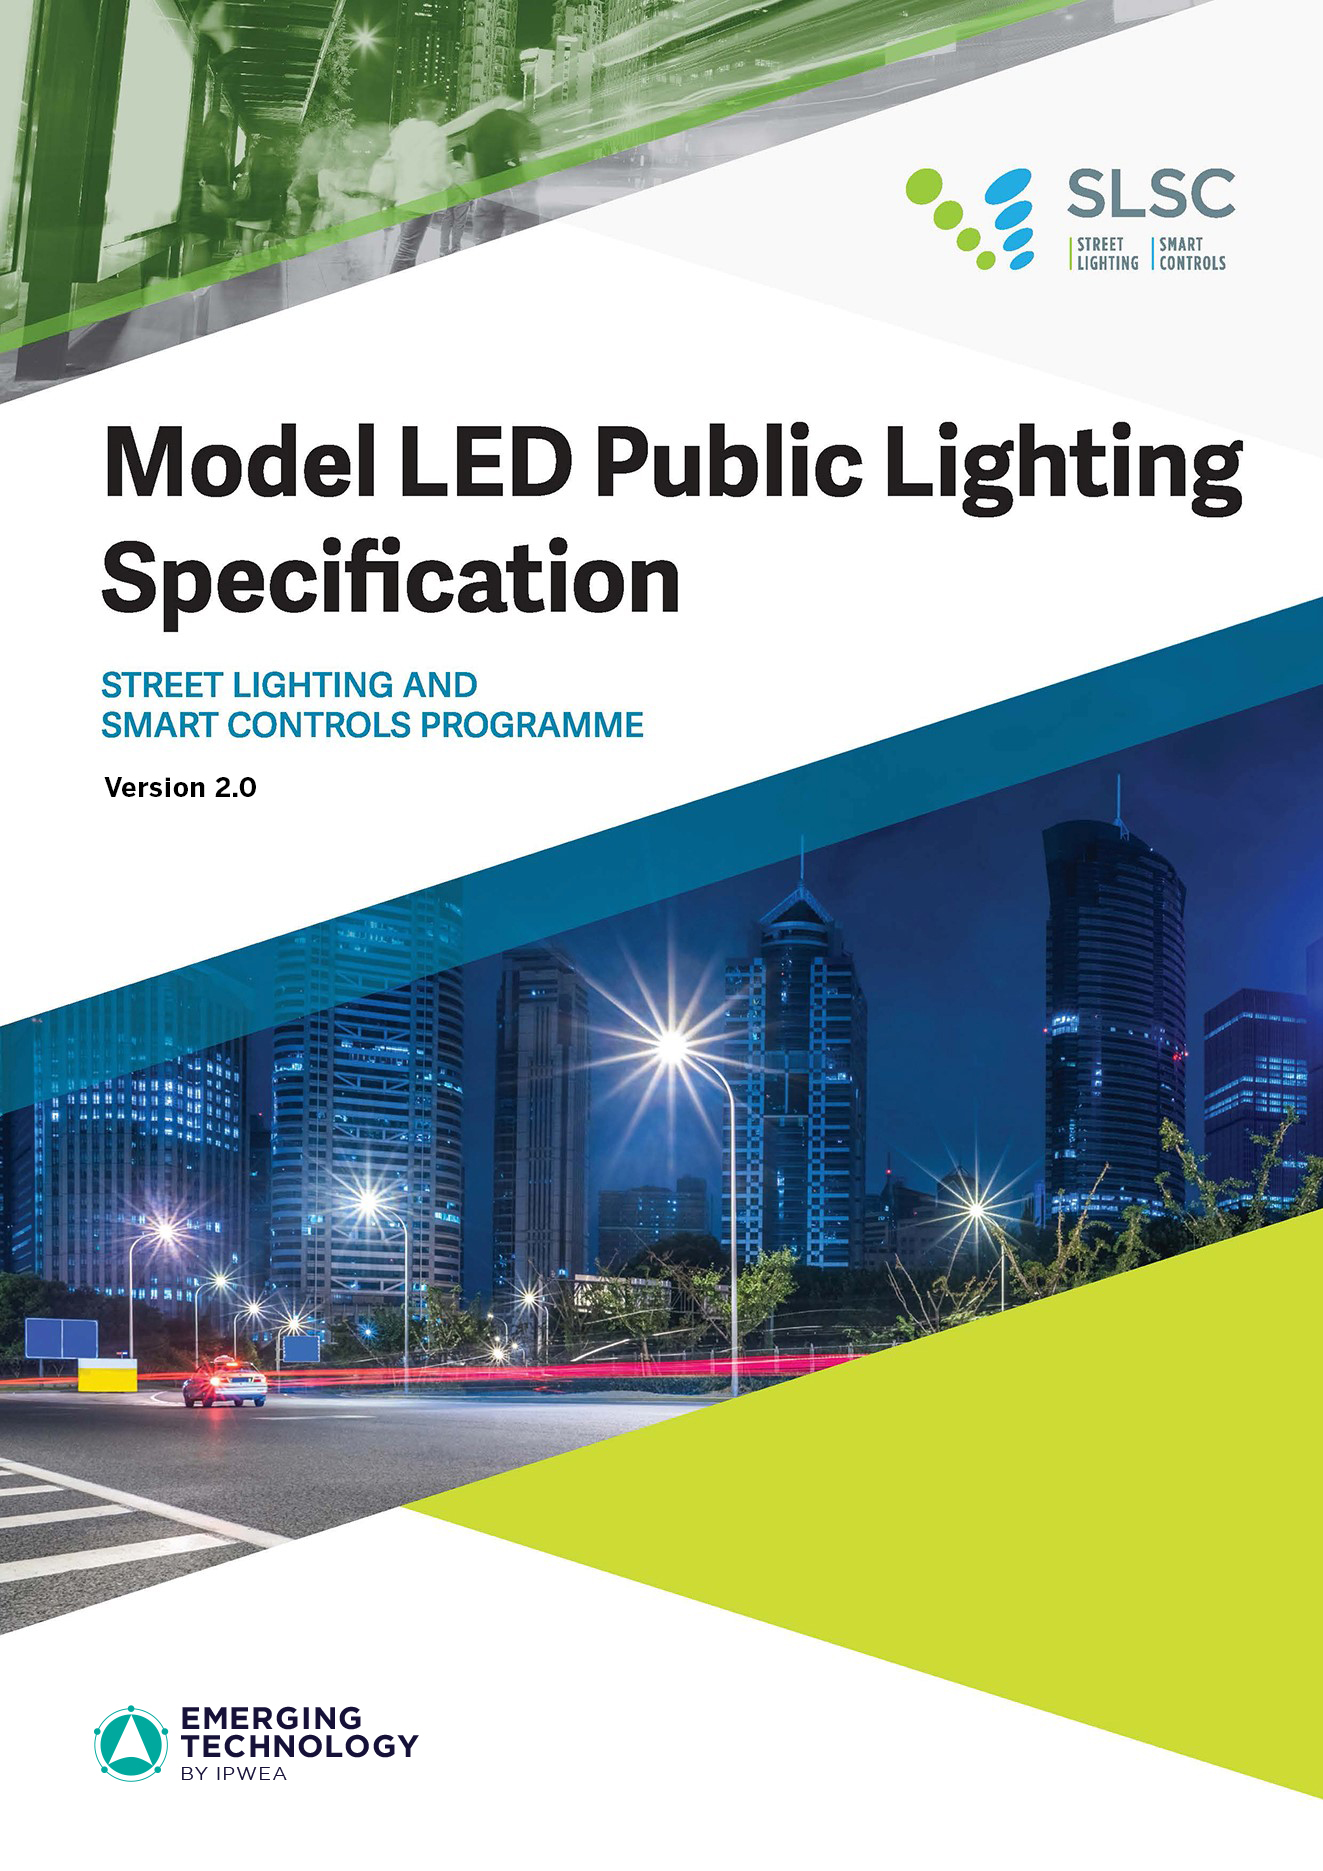 SLSC
STREET LIGHTING
SMART CONTROLS
Model LED Public Lighting
Specification
STREET LIGHTING AND
SMART CONTROLS PROGRAMME
Version 2.0
EMERGING
TECHNOLOGY
BY IPWEA